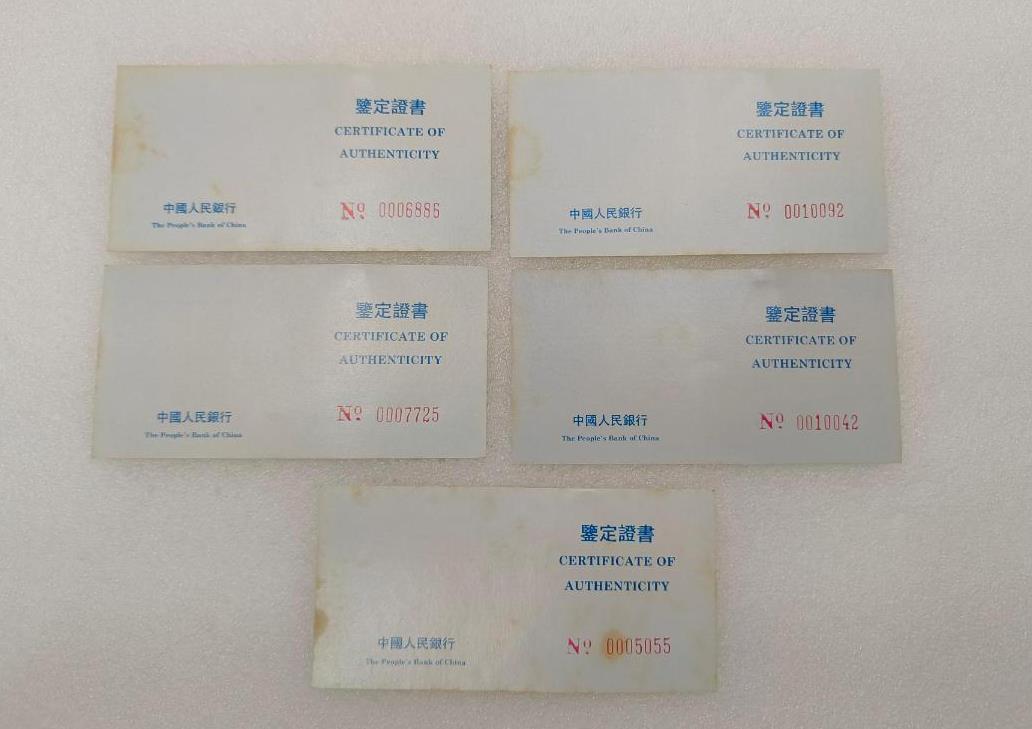 鑒定證書
CERTIFICATE OF
AUTHENTICITY
中國人民銀行
The People's Bank of China
Nº 0006886
鑒定證書
CERTIFICATE OF
AUTHENTICITY
中國人民銀行
The People's Bank of China
Nº 0010092
鑒定證書
CERTIFICATE OF
AUTHENTICITY
中國人民銀行
The People's Bank of China
Nº 0007725
鑒定證書
CERTIFICATE OF
AUTHENTICITY
中國人民銀行
The People's Bank of China
Nº 0010042
鑒定證書
CERTIFICATE OF
AUTHENTICITY
中國人民銀行
The People's Bank of China
Nº 0005055